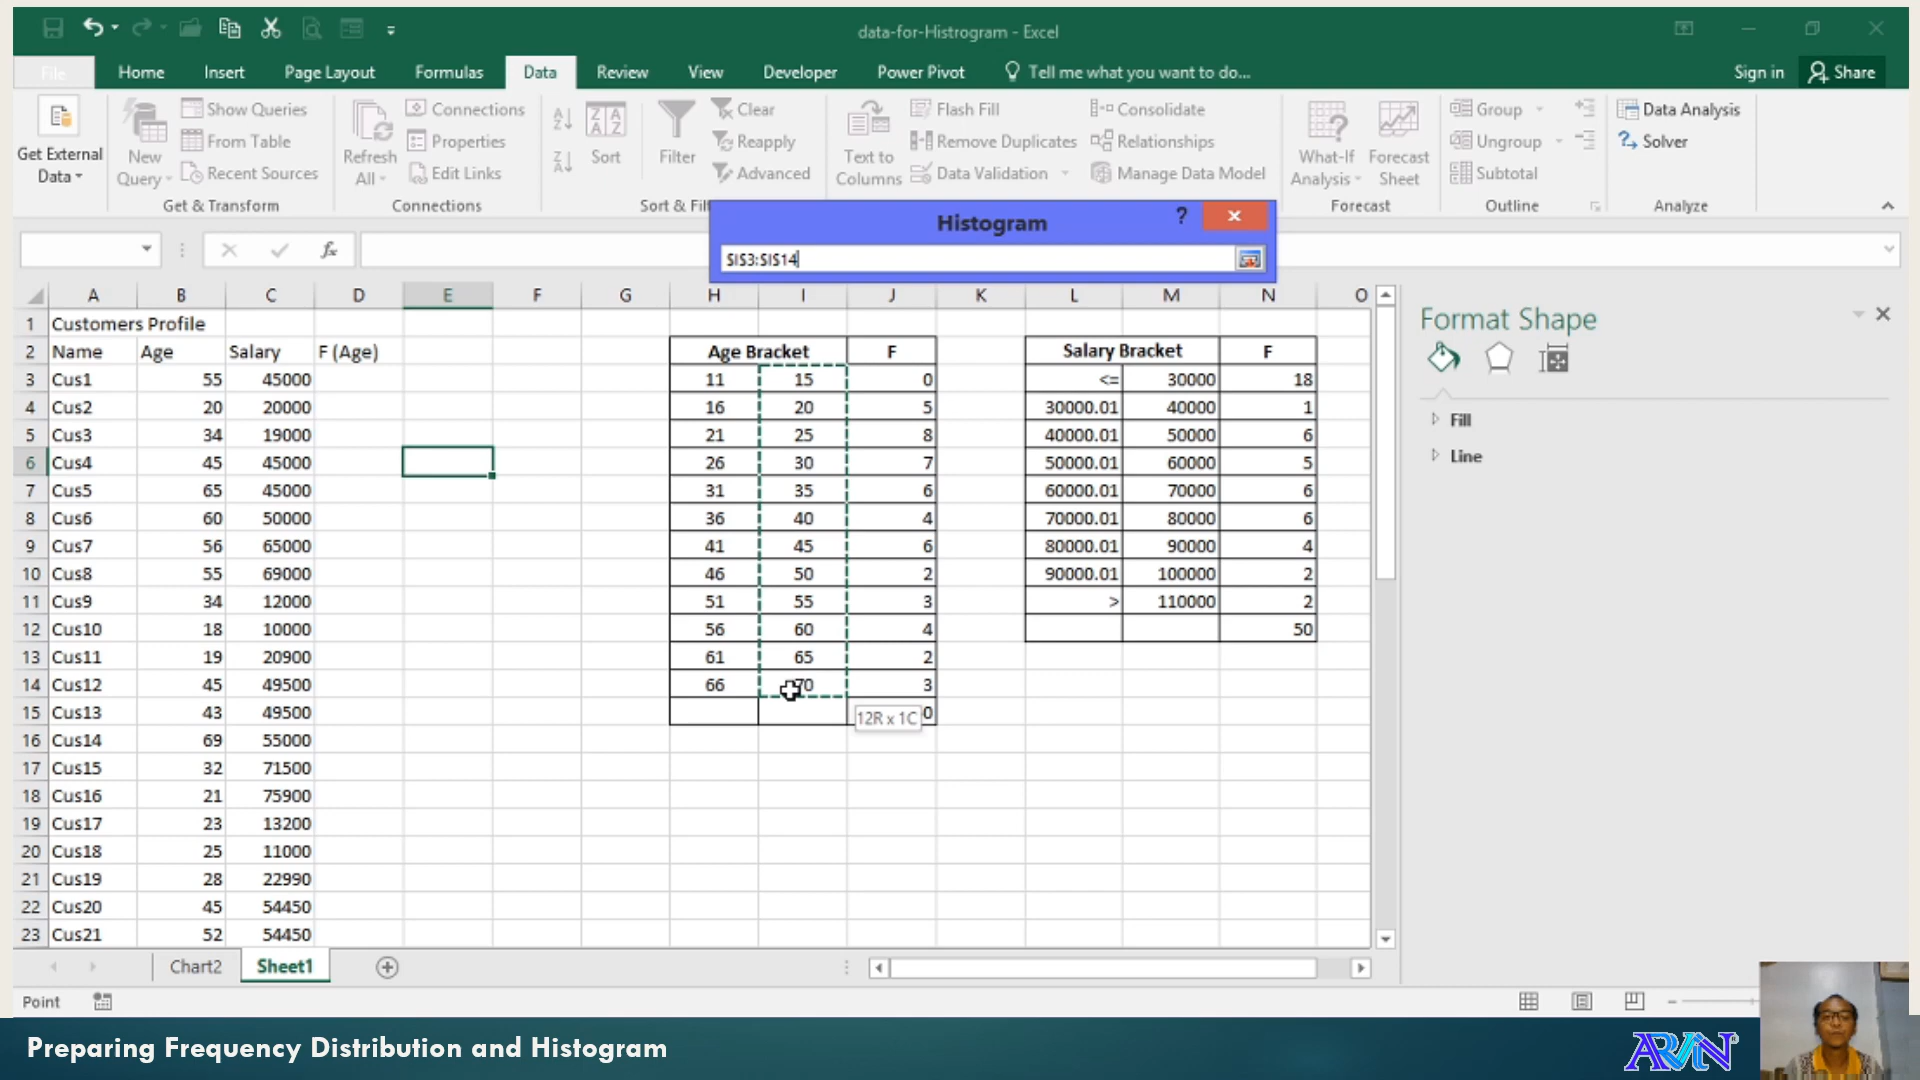 data-for-Histrogram - Excel
File Home Insert Page Layout Formulas Data Review View Developer Power Pivot Tell me what you want to do... Sign in Share
Get External Data
New Query
Show Queries
From Table
Recent Sources
Get & Transform
Refresh All
Connections
Properties
Edit Links
Connections
Sort
Filter
Clear
Reapply
Advanced
Sort & Fil
Text to Columns
Flash Fill
Remove Duplicates
Data Validation
Consolidate
Relationships
Manage Data Model
What-If Analysis
Forecast Sheet
Forecast
Group
Ungroup
Subtotal
Outline
Data Analysis
Solver
Analyze
Histogram ?
$I$3:$I$14
fx
A B C D E F G H I J K L M N O
1 Customers Profile
2 Name Age Salary F (Age) Age Bracket F Salary Bracket F
3 Cus1 55 45000 11 15 0 <= 30000 18
4 Cus2 20 20000 16 20 5 30000.01 40000 1
5 Cus3 34 19000 21 25 8 40000.01 50000 6
6 Cus4 45 45000 26 30 7 50000.01 60000 5
7 Cus5 65 45000 31 35 6 60000.01 70000 6
8 Cus6 60 50000 36 40 4 70000.01 80000 6
9 Cus7 56 65000 41 45 6 80000.01 90000 4
10 Cus8 55 69000 46 50 2 90000.01 100000 2
11 Cus9 34 12000 51 55 3 > 110000 2
12 Cus10 18 10000 56 60 4 50
13 Cus11 19 20900 61 65 2
14 Cus12 45 49500 66 70 3
15 Cus13 43 49500 0
12R x 1C
16 Cus14 69 55000
17 Cus15 32 71500
18 Cus16 21 75900
19 Cus17 23 13200
20 Cus18 25 11000
21 Cus19 28 22990
22 Cus20 45 54450
23 Cus21 52 54450
Format Shape
Fill
Line
Chart2 Sheet1
Point
Preparing Frequency Distribution and Histogram
ARVIN